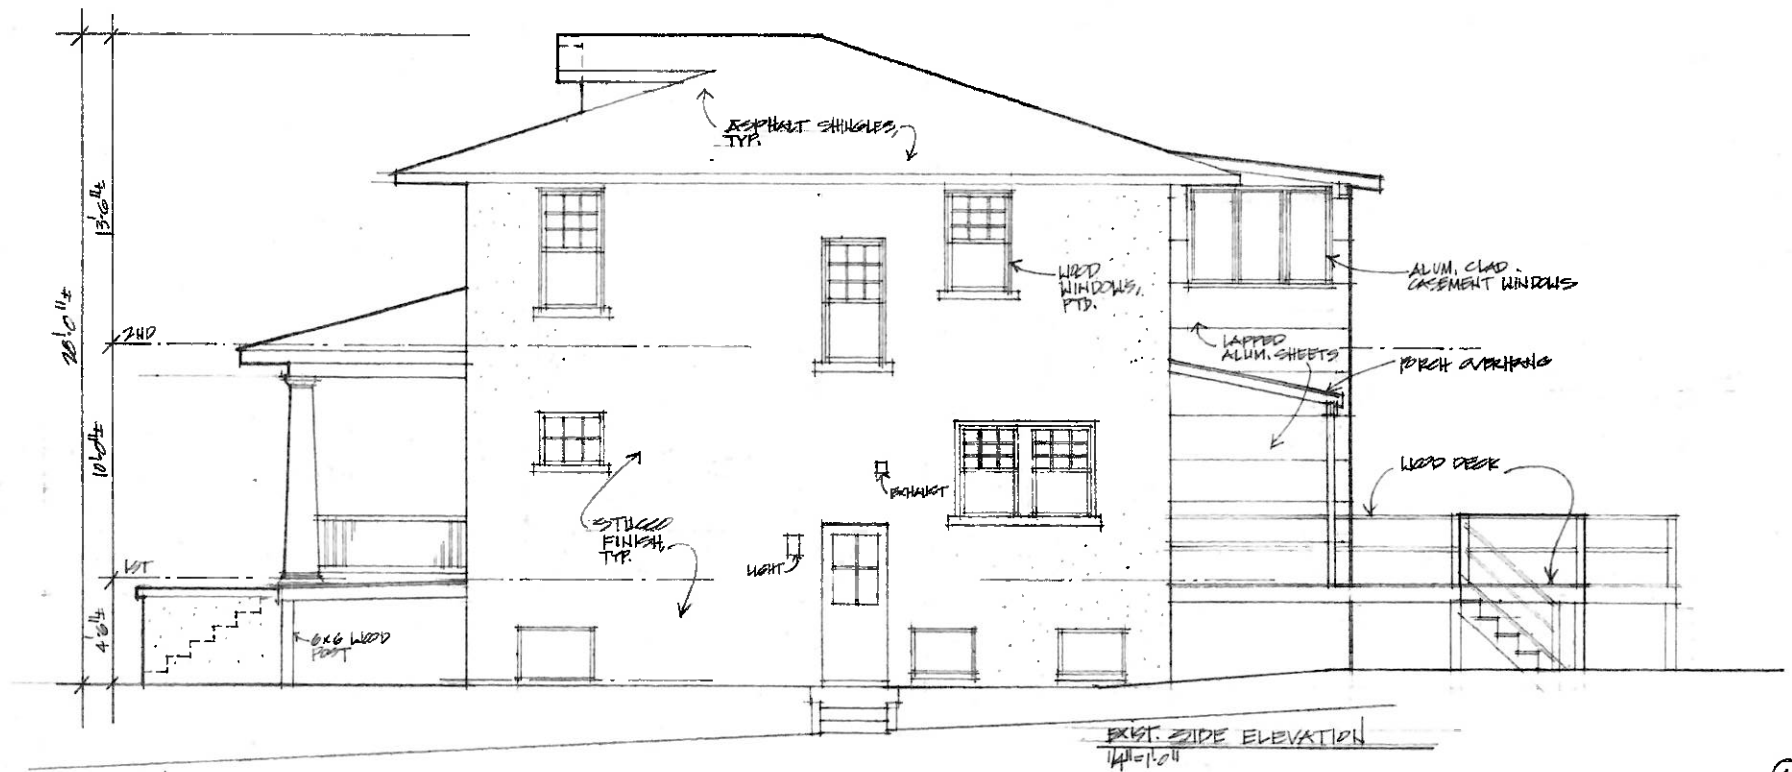 ASPHALT SHINGLES,
TYP.
13'-6"±
28'-0"±
2ND
WOOD
WINDOWS,
PTD.
ALUM. CLAD.
CASEMENT WINDOWS
LAPPED
ALUM. SHEETS
PORCH OVERHANG
10'-0"±
EXHAUST
WOOD DECK
STUCCO
FINISH,
TYP.
LIGHT
1ST
4'-6"±
6x6 WOOD
POST
EXIST. SIDE ELEVATION
1/4"=1'-0"